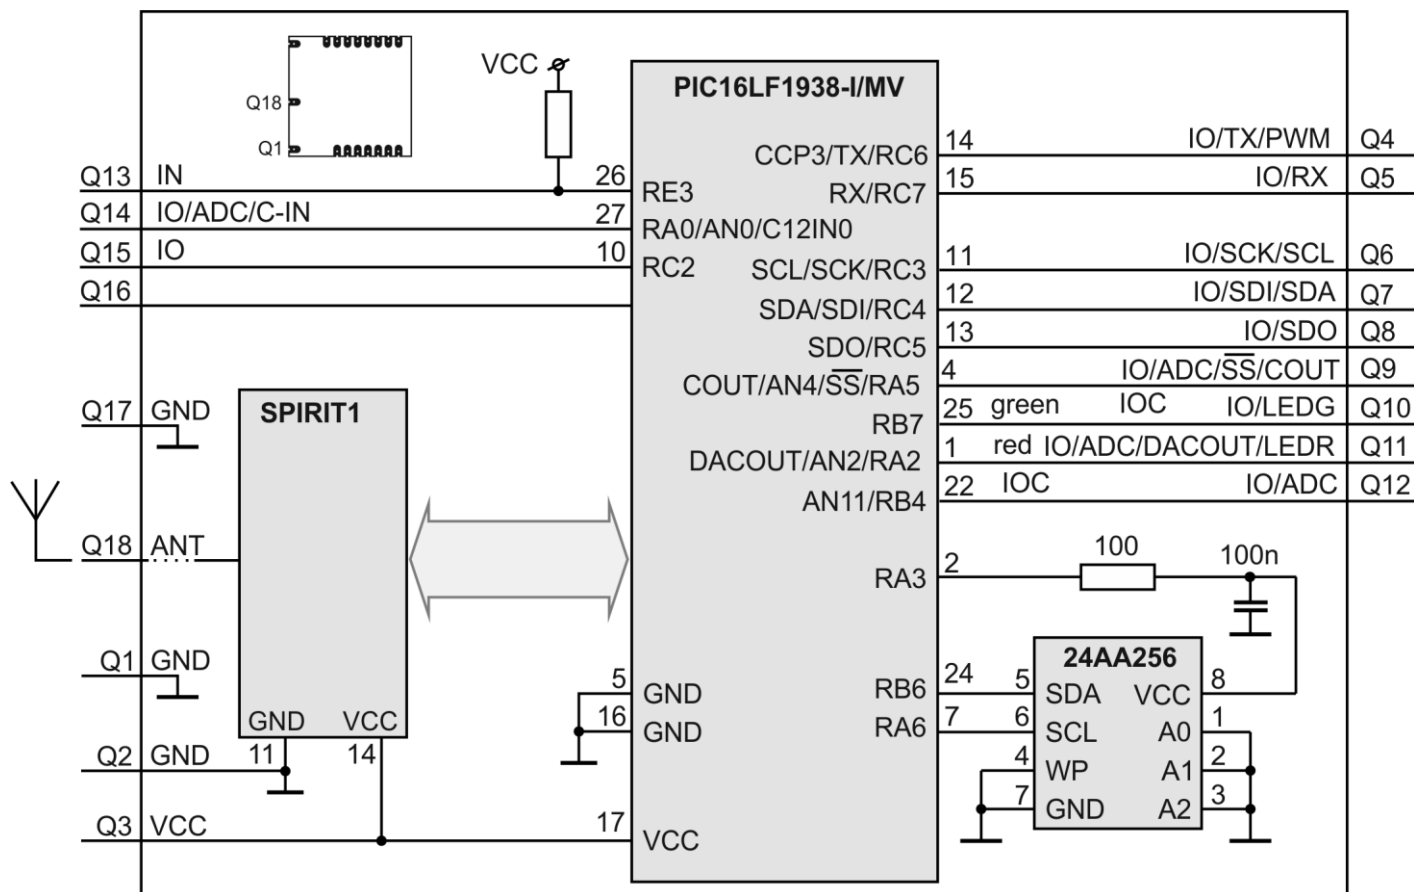 VCC
PIC16LF1938-I/MV
Q18
Q1
CCP3/TX/RC6 14 IO/TX/PWM Q4
Q13 IN 26 RE3
RX/RC7 15 IO/RX Q5
Q14 IO/ADC/C-IN 27 RA0/AN0/C12IN0
Q15 IO 10 RC2
SCL/SCK/RC3 11 IO/SCK/SCL Q6
Q16
SDA/SDI/RC4 12 IO/SDI/SDA Q7
SDO/RC5 13 IO/SDO Q8
COUT/AN4/S̅S̅/RA5 4 IO/ADC/S̅S̅/COUT Q9
Q17 GND
SPIRIT1
RB7 25 green IOC IO/LEDG Q10
DACOUT/AN2/RA2 1 red IO/ADC/DACOUT/LEDR Q11
AN11/RB4 22 IOC IO/ADC Q12
Q18 ANT
RA3 2 100 100n
24AA256
Q1 GND
5 GND
RB6 24 5 SDA VCC 8
GND VCC
16 GND
RA6 7 6 SCL A0 1
Q2 GND 11 14
4 WP A1 2
7 GND A2 3
Q3 VCC 17 VCC